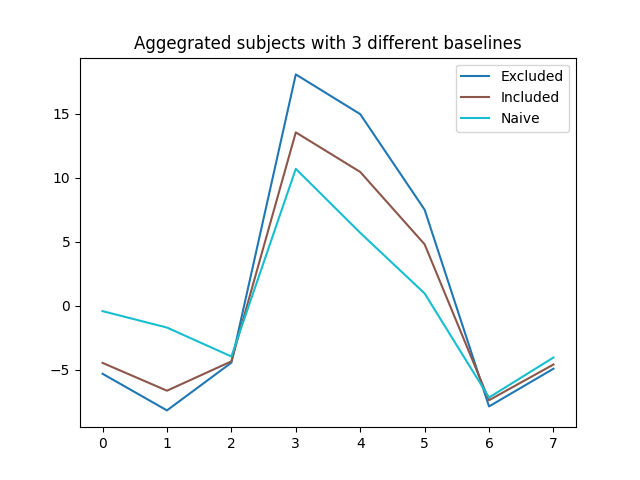 Aggegrated subjects with 3 different baselines
Excluded
Included
Naive
15
10
5
0
−5
0 1 2 3 4 5 6 7